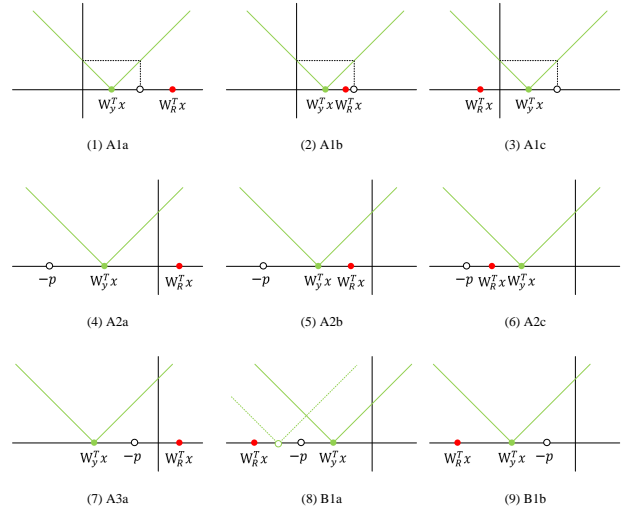 W_y^T x W_R^T x
(1) A1a
W_y^T x W_R^T x
(2) A1b
W_R^T x W_y^T x
(3) A1c
−p W_y^T x W_R^T x
(4) A2a
−p W_y^T x W_R^T x
(5) A2b
−p W_R^T x W_y^T x
(6) A2c
W_y^T x −p W_R^T x
(7) A3a
W_R^T x −p W_y^T x
(8) B1a
W_R^T x W_y^T x −p
(9) B1b